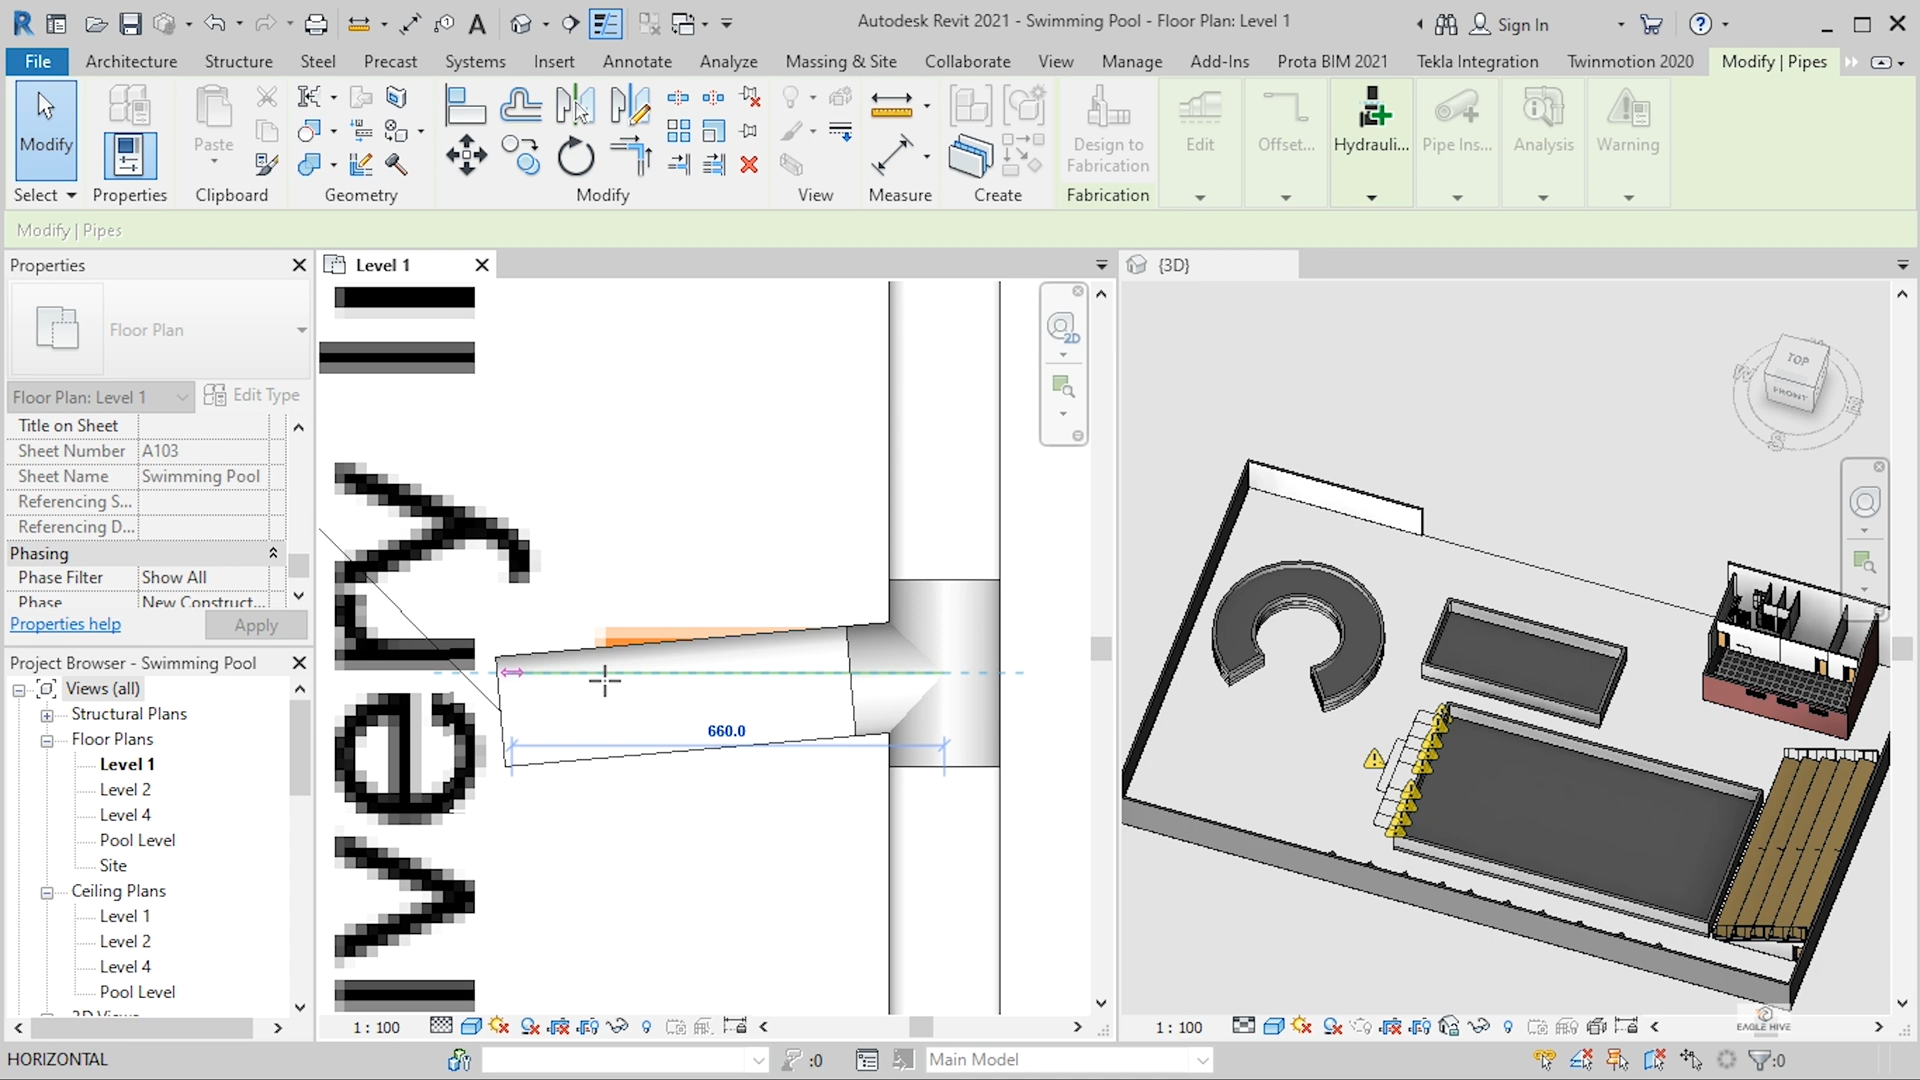 Autodesk Revit 2021 - Swimming Pool - Floor Plan: Level 1
Sign In
File Architecture Structure Steel Precast Systems Insert Annotate Analyze Massing & Site Collaborate View Manage Add-Ins Prota BIM 2021 Tekla Integration Twinmotion 2020 Modify | Pipes
Modify
Paste
Design to
Fabrication
Edit
Offset...
Hydrauli...
Pipe Ins...
Analysis
Warning
Select Properties Clipboard Geometry Modify View Measure Create Fabrication
Modify | Pipes
Properties
Floor Plan
Floor Plan: Level 1
Edit Type
Title on Sheet
Sheet Number A103
Sheet Name Swimming Pool
Referencing S...
Referencing D...
Phasing
Phase Filter Show All
Phase New Construct...
Properties help
Apply
Project Browser - Swimming Pool
Views (all)
Structural Plans
Floor Plans
Level 1
Level 2
Level 4
Pool Level
Site
Ceiling Plans
Level 1
Level 2
Level 4
Pool Level
3D Views
Level 1
2D
660.0
1 : 100
{3D}
TOP
FRONT
W
S
E
1 : 100
EAGLE HIVE
HORIZONTAL
:0
Main Model
:0